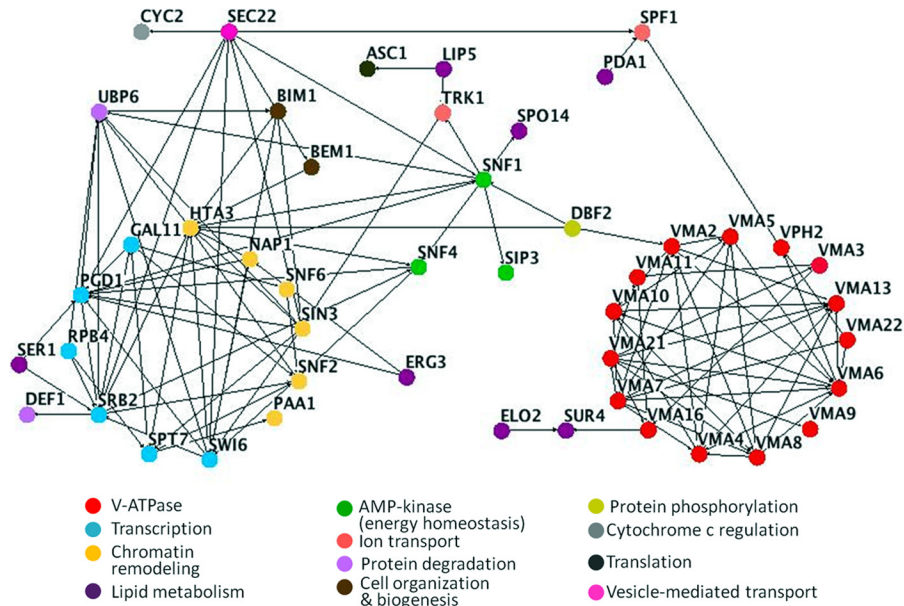 CYC2
SEC22
SPF1
ASC1
LIP5
PDA1
UBP6
BIM1
TRK1
SPO14
BEM1
SNF1
HTA3
DBF2
GAL11
NAP1
SNF4
SIP3
VMA2
VMA5
VPH2
VMA3
VMA11
SNF6
PGD1
VMA10
VMA13
SIN3
RPB4
VMA22
SER1
VMA21
SNF2
ERG3
VMA6
VMA7
DEF1
SRB2
PAA1
ELO2
SUR4
VMA16
VMA9
SPT7
SWI6
VMA4
VMA8
V-ATPase
Transcription
Chromatin
remodeling
Lipid metabolism
AMP-kinase
(energy homeostasis)
Ion transport
Protein degradation
Cell organization
& biogenesis
Protein phosphorylation
Cytochrome c regulation
Translation
Vesicle-mediated transport